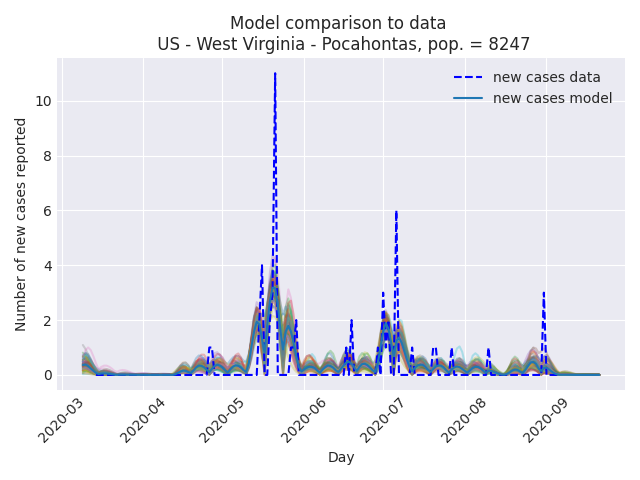 Model comparison to data
US - West Virginia - Pocahontas, pop. = 8247
new cases data
new cases model
Number of new cases reported
10
8
6
4
2
0
2020-03
2020-04
2020-05
2020-06
2020-07
2020-08
2020-09
Day